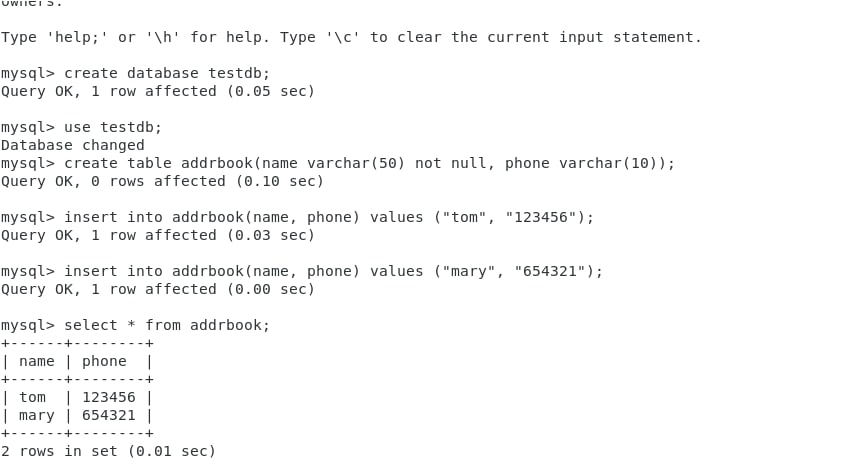 owners.
Type 'help;' or '\h' for help. Type '\c' to clear the current input statement.
mysql> create database testdb;
Query OK, 1 row affected (0.05 sec)
mysql> use testdb;
Database changed
mysql> create table addrbook(name varchar(50) not null, phone varchar(10));
Query OK, 0 rows affected (0.10 sec)
mysql> insert into addrbook(name, phone) values ("tom", "123456");
Query OK, 1 row affected (0.03 sec)
mysql> insert into addrbook(name, phone) values ("mary", "654321");
Query OK, 1 row affected (0.00 sec)
mysql> select * from addrbook;
+------+--------+
| name | phone  |
+------+--------+
| tom  | 123456 |
| mary | 654321 |
+------+--------+
2 rows in set (0.01 sec)